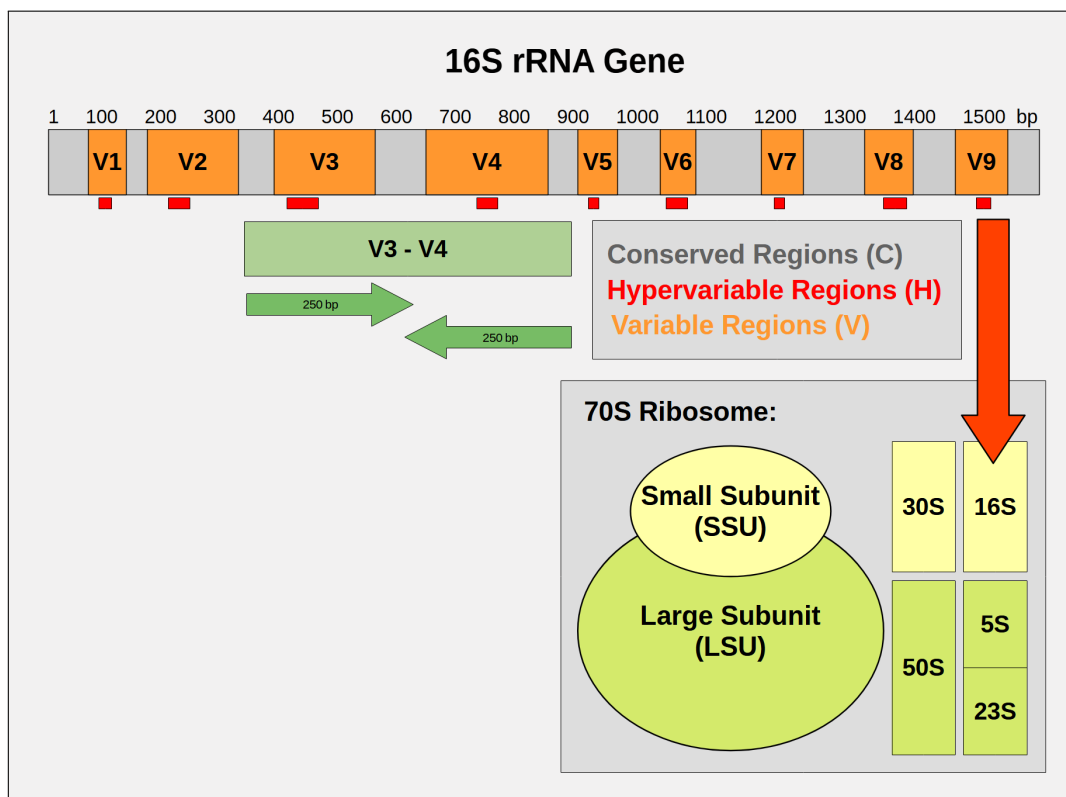 16S rRNA Gene
1 100 200 300 400 500 600 700 800 900 1000 1100 1200 1300 1400 1500 bp
V1 V2 V3 V4 V5 V6 V7 V8 V9
V3 - V4
250 bp
250 bp
Conserved Regions (C)
Hypervariable Regions (H)
Variable Regions (V)
70S Ribosome:
Small Subunit
(SSU)
30S
16S
Large Subunit
(LSU)
50S
5S
23S